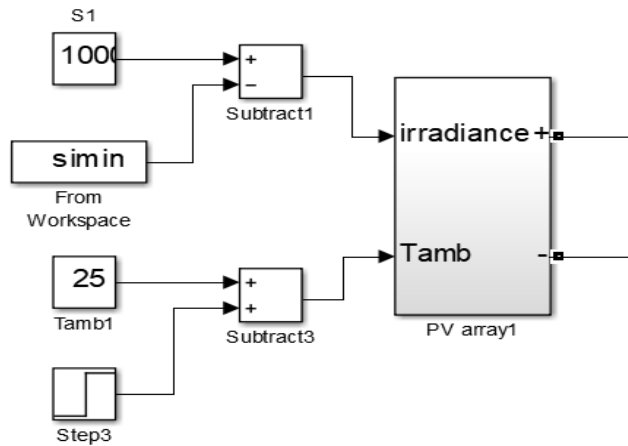 S1
1000
+
−
Subtract1
simin
From
Workspace
irradiance +
Tamb -
PV array1
25
Tamb1
+
+
Subtract3
Step3